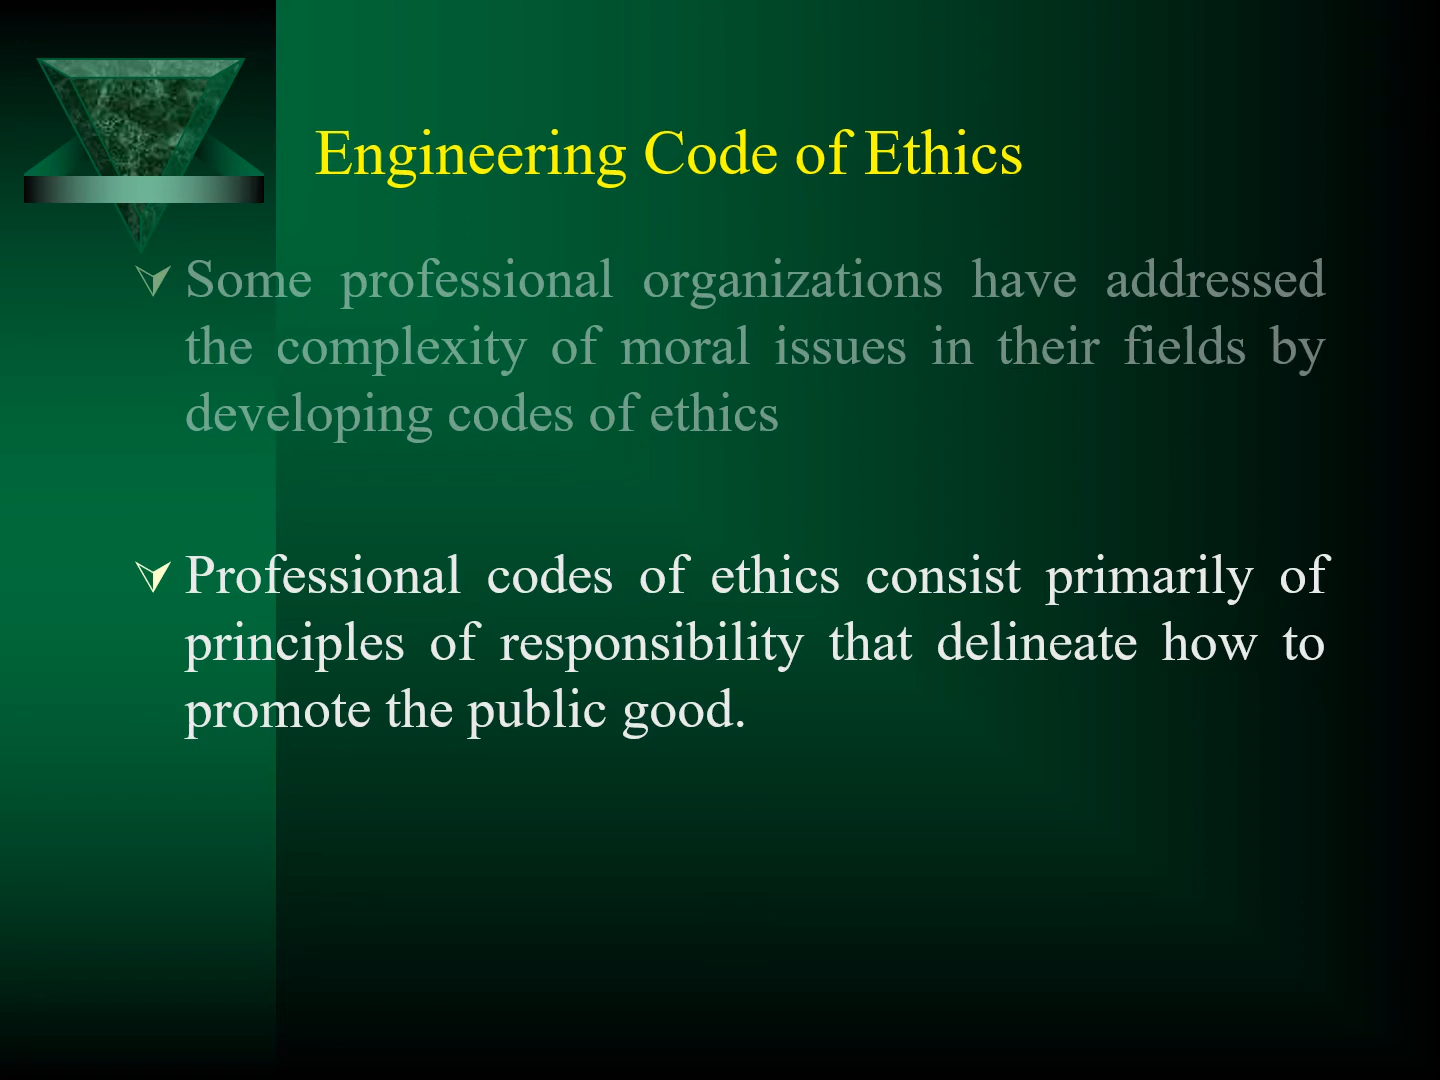 Engineering Code of Ethics
Some professional organizations have addressed
the complexity of moral issues in their fields by
developing codes of ethics
Professional codes of ethics consist primarily of
principles of responsibility that delineate how to
promote the public good.